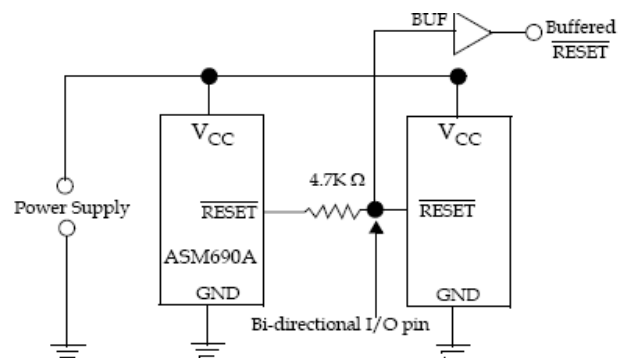 BUF
Buffered
RESET
VCC
VCC
4.7K Ω
RESET
RESET
Power Supply
ASM690A
GND
GND
Bi-directional I/O pin